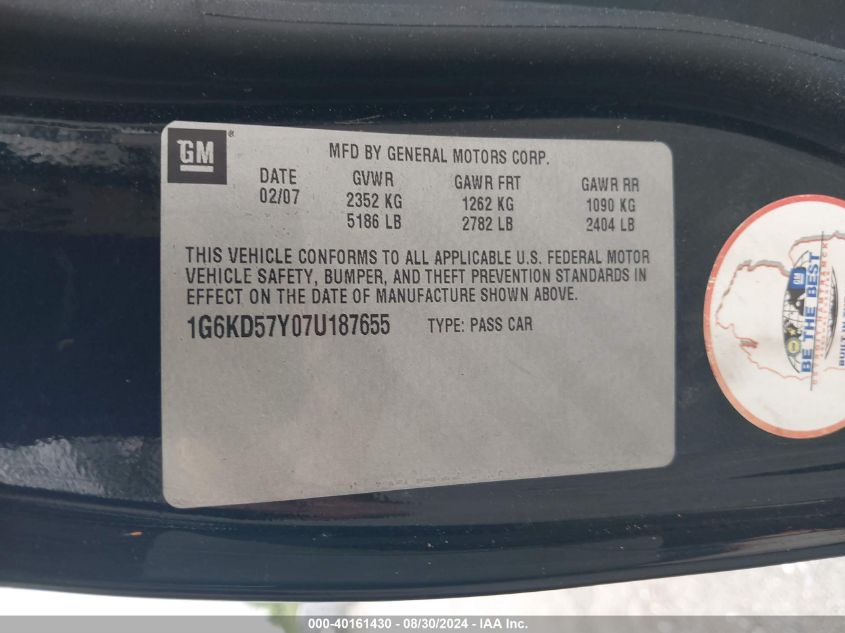 GM
MFD BY GENERAL MOTORS CORP.
DATE GVWR GAWR FRT GAWR RR
02/07 2352 KG 1262 KG 1090 KG
5186 LB 2782 LB 2404 LB
THIS VEHICLE CONFORMS TO ALL APPLICABLE U.S. FEDERAL MOTOR
VEHICLE SAFETY, BUMPER, AND THEFT PREVENTION STANDARDS IN
EFFECT ON THE DATE OF MANUFACTURE SHOWN ABOVE.
1G6KD57Y07U187655 TYPE: PASS CAR
GM
BE THE BEST
000-40161430 - 08/30/2024 - IAA Inc.